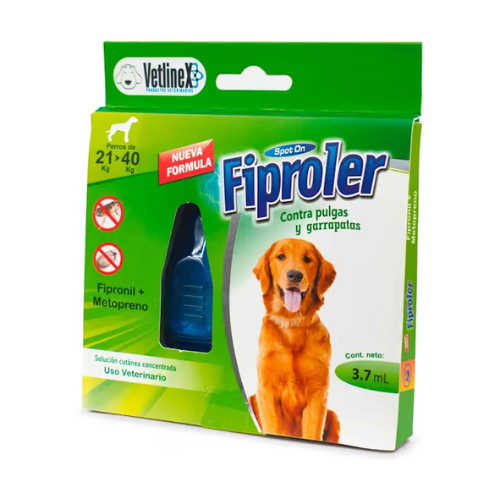 VetlineX
PRODUCTOS VETERINARIOS
Perros de
21>40
Kg Kg
NUEVA
FORMULA
Spot On
Fiproler
Contra pulgas
y garrapatas
Fipronil +
Metopreno
Solución cutánea concentrada
Uso Veterinario
Cont. neto:
3.7 mL
Fipronil +
Metopreno